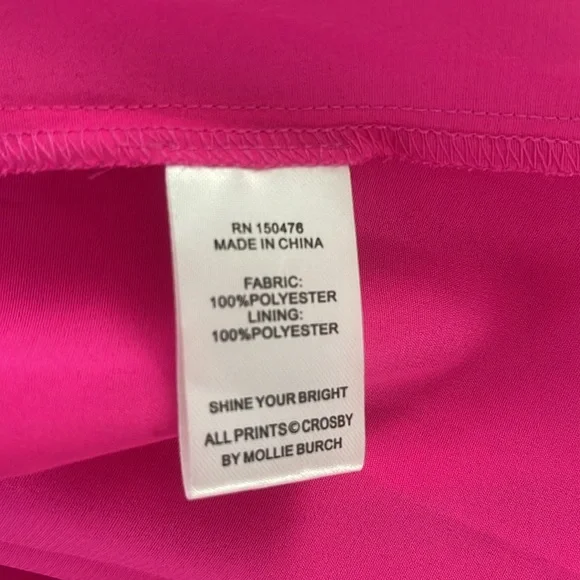 RN 150476
MADE IN CHINA
FABRIC:
100%POLYESTER
LINING:
100%POLYESTER
SHINE YOUR BRIGHT
ALL PRINTS©CROSBY
BY MOLLIE BURCH